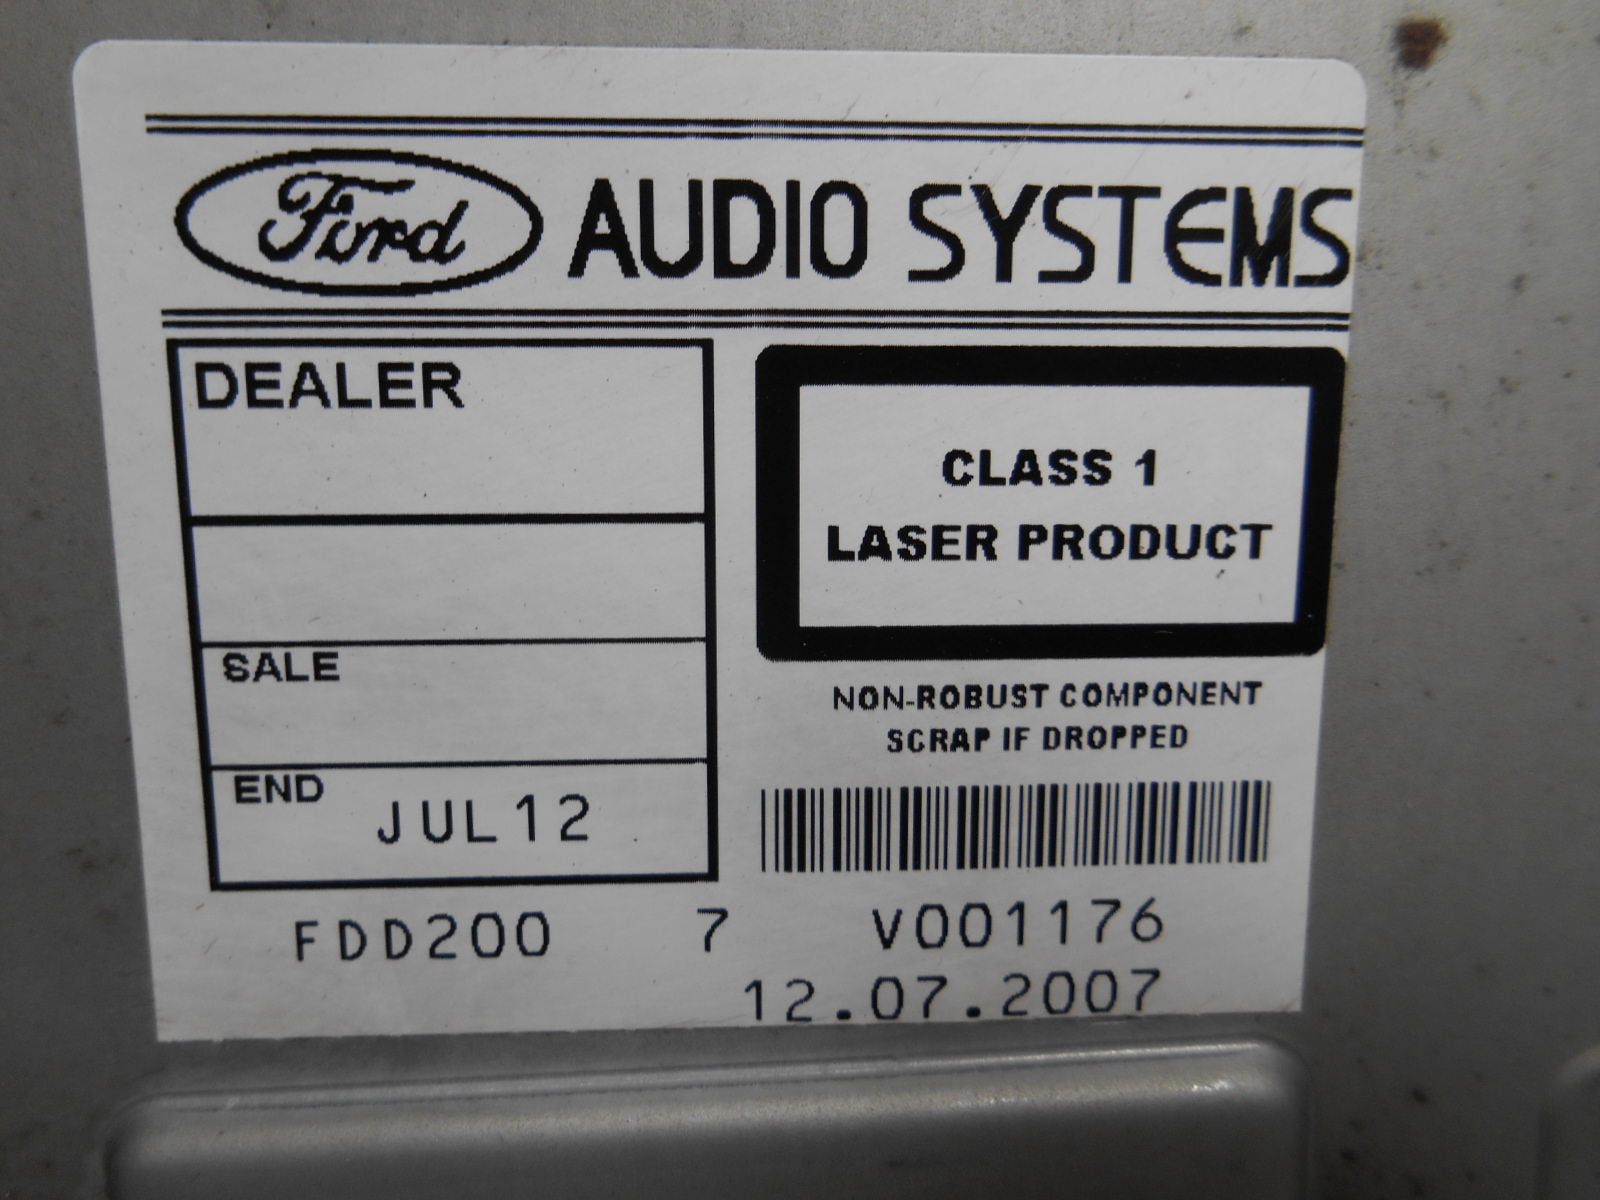 Ford AUDIO SYSTEMS
DEALER
CLASS 1
LASER PRODUCT
SALE
NON-ROBUST COMPONENT
SCRAP IF DROPPED
END JUL12
FDD200 7 V001176
12.07.2007